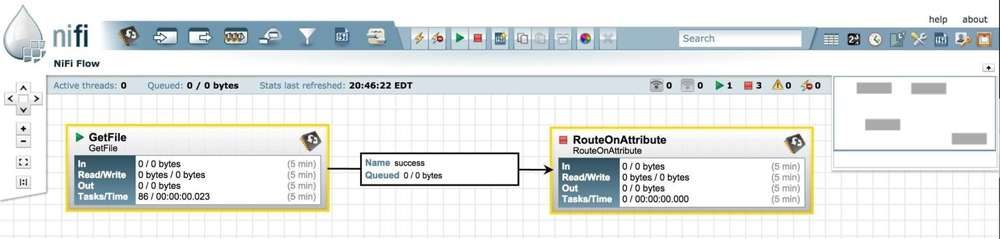 help about
nifi
Search
NiFi Flow
Active threads: 0 Queued: 0 / 0 bytes Stats last refreshed: 20:46:22 EDT 0 0 1 3 0 0
GetFile
GetFile
In 0 / 0 bytes (5 min)
Read/Write 0 bytes / 0 bytes (5 min)
Out 0 / 0 bytes (5 min)
Tasks/Time 86 / 00:00:00.023 (5 min)
Name success
Queued 0 / 0 bytes
RouteOnAttribute
RouteOnAttribute
In 0 / 0 bytes (5 min)
Read/Write 0 bytes / 0 bytes (5 min)
Out 0 / 0 bytes (5 min)
Tasks/Time 0 / 00:00:00.000 (5 min)